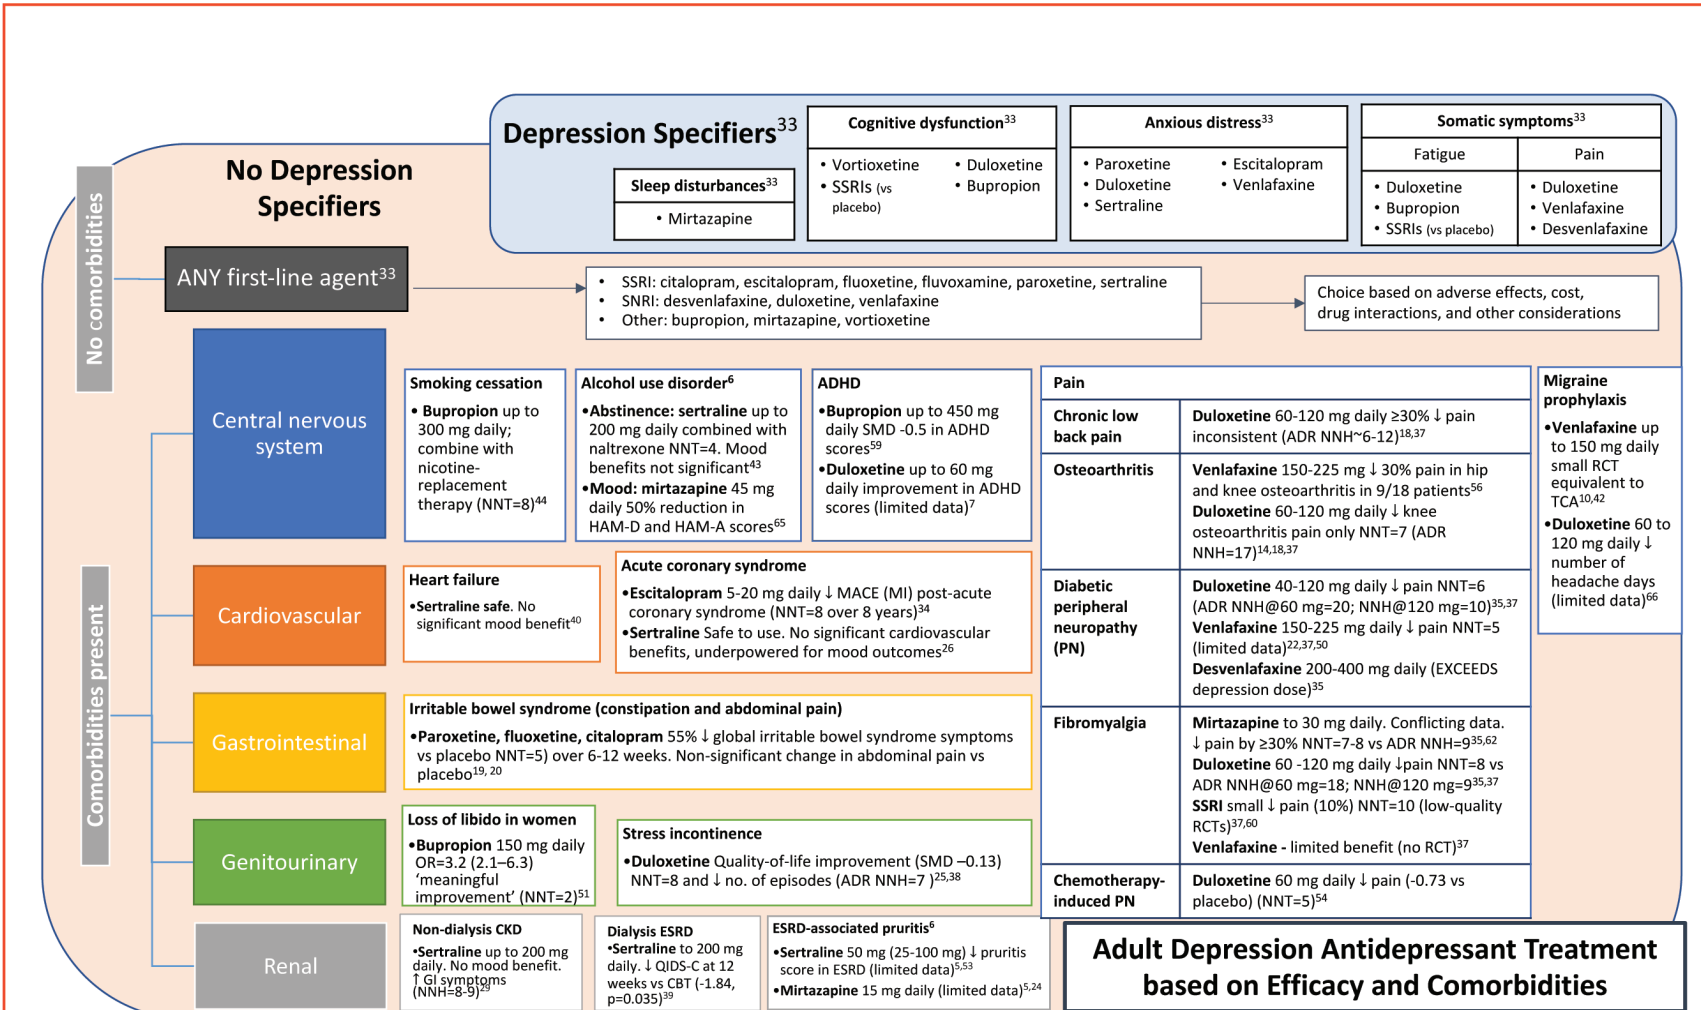 Depression Specifiers33
Sleep disturbances33
• Mirtazapine
Cognitive dysfunction33
• Vortioxetine
• SSRIs (vs
placebo)
• Duloxetine
• Bupropion
Anxious distress33
• Paroxetine
• Duloxetine
• Sertraline
• Escitalopram
• Venlafaxine
Somatic symptoms33
Fatigue
• Duloxetine
• Bupropion
• SSRIs (vs placebo)
Pain
• Duloxetine
• Venlafaxine
• Desvenlafaxine
No comorbidities
No Depression
Specifiers
ANY first-line agent33
• SSRI: citalopram, escitalopram, fluoxetine, fluvoxamine, paroxetine, sertraline
• SNRI: desvenlafaxine, duloxetine, venlafaxine
• Other: bupropion, mirtazapine, vortioxetine
Choice based on adverse effects, cost,
drug interactions, and other considerations
Comorbidities present
Central nervous
system
Smoking cessation
• Bupropion up to
300 mg daily;
combine with
nicotine-
replacement
therapy (NNT=8)44
Alcohol use disorder6
•Abstinence: sertraline up to
200 mg daily combined with
naltrexone NNT=4. Mood
benefits not significant43
•Mood: mirtazapine 45 mg
daily 50% reduction in
HAM-D and HAM-A scores65
ADHD
•Bupropion up to 450 mg
daily SMD -0.5 in ADHD
scores59
•Duloxetine up to 60 mg
daily improvement in ADHD
scores (limited data)7
Pain
Chronic low
back pain
Duloxetine 60-120 mg daily ≥30% ↓ pain
inconsistent (ADR NNH~6-12)18,37
Osteoarthritis
Venlafaxine 150-225 mg ↓ 30% pain in hip
and knee osteoarthritis in 9/18 patients56
Duloxetine 60-120 mg daily ↓ knee
osteoarthritis pain only NNT=7 (ADR
NNH=17)14,18,37
Diabetic
peripheral
neuropathy
(PN)
Duloxetine 40-120 mg daily ↓ pain NNT=6
(ADR NNH@60 mg=20; NNH@120 mg=10)35,37
Venlafaxine 150-225 mg daily ↓ pain NNT=5
(limited data)22,37,50
Desvenlafaxine 200-400 mg daily (EXCEEDS
depression dose)35
Fibromyalgia
Mirtazapine to 30 mg daily. Conflicting data.
↓ pain by ≥30% NNT=7-8 vs ADR NNH=935,62
Duloxetine 60 -120 mg daily ↓pain NNT=8 vs
ADR NNH@60 mg=18; NNH@120 mg=935,37
SSRI small ↓ pain (10%) NNT=10 (low-quality
RCTs)37,60
Venlafaxine - limited benefit (no RCT)37
Chemotherapy-
induced PN
Duloxetine 60 mg daily ↓ pain (-0.73 vs
placebo) (NNT=5)54
Migraine
prophylaxis
•Venlafaxine up
to 150 mg daily
small RCT
equivalent to
TCA10,42
•Duloxetine 60 to
120 mg daily ↓
number of
headache days
(limited data)66
Cardiovascular
Heart failure
•Sertraline safe. No
significant mood benefit40
Acute coronary syndrome
•Escitalopram 5-20 mg daily ↓ MACE (MI) post-acute
coronary syndrome (NNT=8 over 8 years)34
•Sertraline Safe to use. No significant cardiovascular
benefits, underpowered for mood outcomes26
Gastrointestinal
Irritable bowel syndrome (constipation and abdominal pain)
•Paroxetine, fluoxetine, citalopram 55% ↓ global irritable bowel syndrome symptoms
vs placebo NNT=5) over 6-12 weeks. Non-significant change in abdominal pain vs
placebo19, 20
Genitourinary
Loss of libido in women
•Bupropion 150 mg daily
OR=3.2 (2.1–6.3)
‘meaningful
improvement’ (NNT=2)51
Stress incontinence
•Duloxetine Quality-of-life improvement (SMD –0.13)
NNT=8 and ↓ no. of episodes (ADR NNH=7 )25,38
Renal
Non-dialysis CKD
•Sertraline up to 200 mg
daily. No mood benefit.
↑ GI symptoms
(NNH=8-9)29
Dialysis ESRD
•Sertraline to 200 mg
daily. ↓ QIDS-C at 12
weeks vs CBT (-1.84,
p=0.035)39
ESRD-associated pruritis6
•Sertraline 50 mg (25-100 mg) ↓ pruritis
score in ESRD (limited data)5,53
•Mirtazapine 15 mg daily (limited data)5,24
Adult Depression Antidepressant Treatment
based on Efficacy and Comorbidities